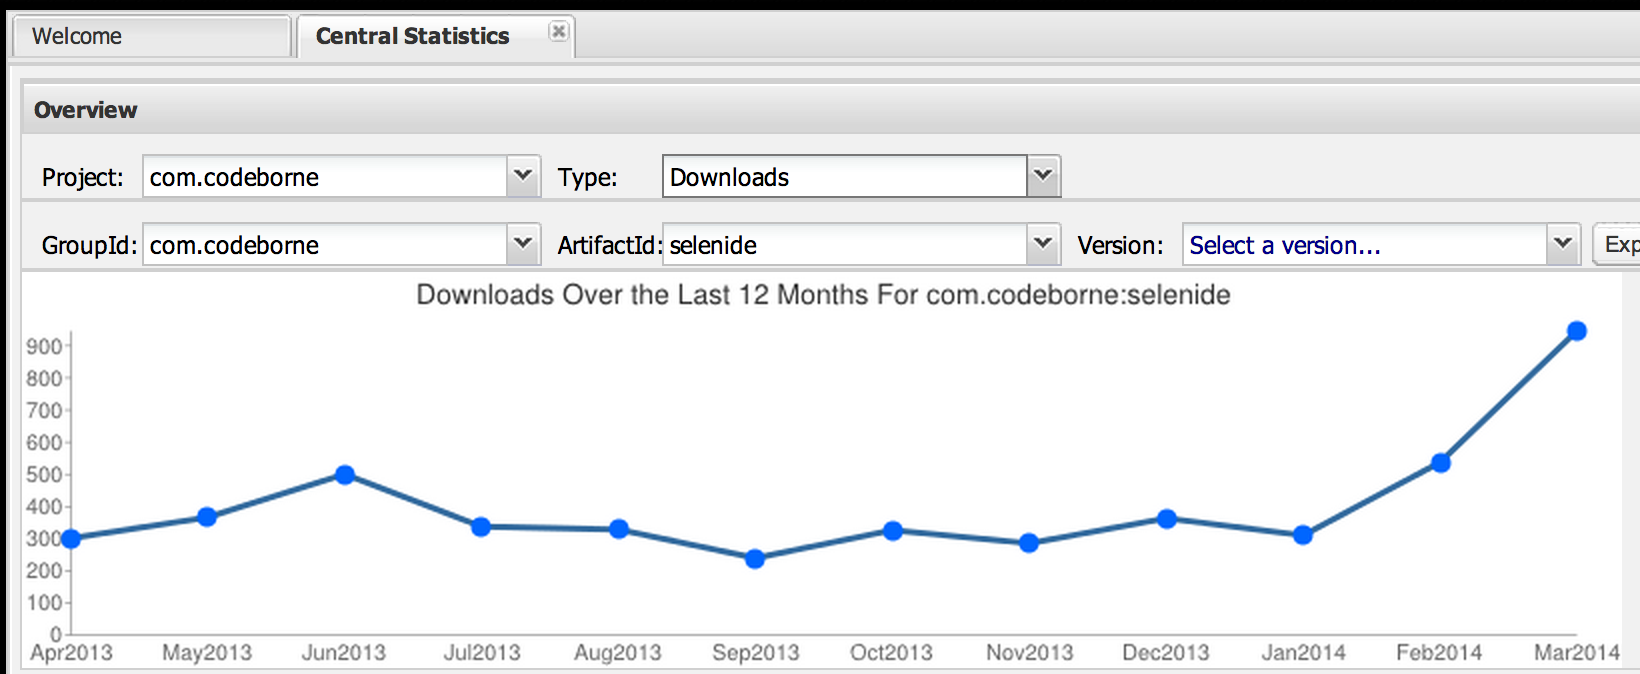 Welcome
Central Statistics
Overview
Project: com.codeborne Type: Downloads
GroupId: com.codeborne ArtifactId: selenide Version: Select a version... Exp
Downloads Over the Last 12 Months For com.codeborne:selenide
900
800
700
600
500
400
300
200
100
0
Apr2013 May2013 Jun2013 Jul2013 Aug2013 Sep2013 Oct2013 Nov2013 Dec2013 Jan2014 Feb2014 Mar2014